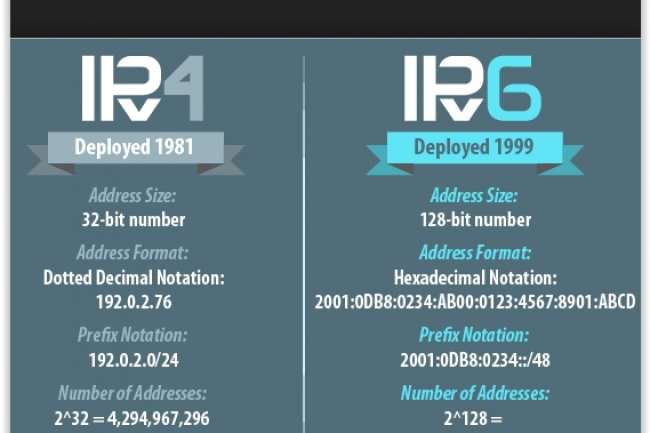 IPv4
Deployed 1981
Address Size:
32-bit number
Address Format:
Dotted Decimal Notation:
192.0.2.76
Prefix Notation:
192.0.2.0/24
Number of Addresses:
2^32 = 4,294,967,296
IPv6
Deployed 1999
Address Size:
128-bit number
Address Format:
Hexadecimal Notation:
2001:0DB8:0234:AB00:0123:4567:8901:ABCD
Prefix Notation:
2001:0DB8:0234::/48
Number of Addresses:
2^128 =